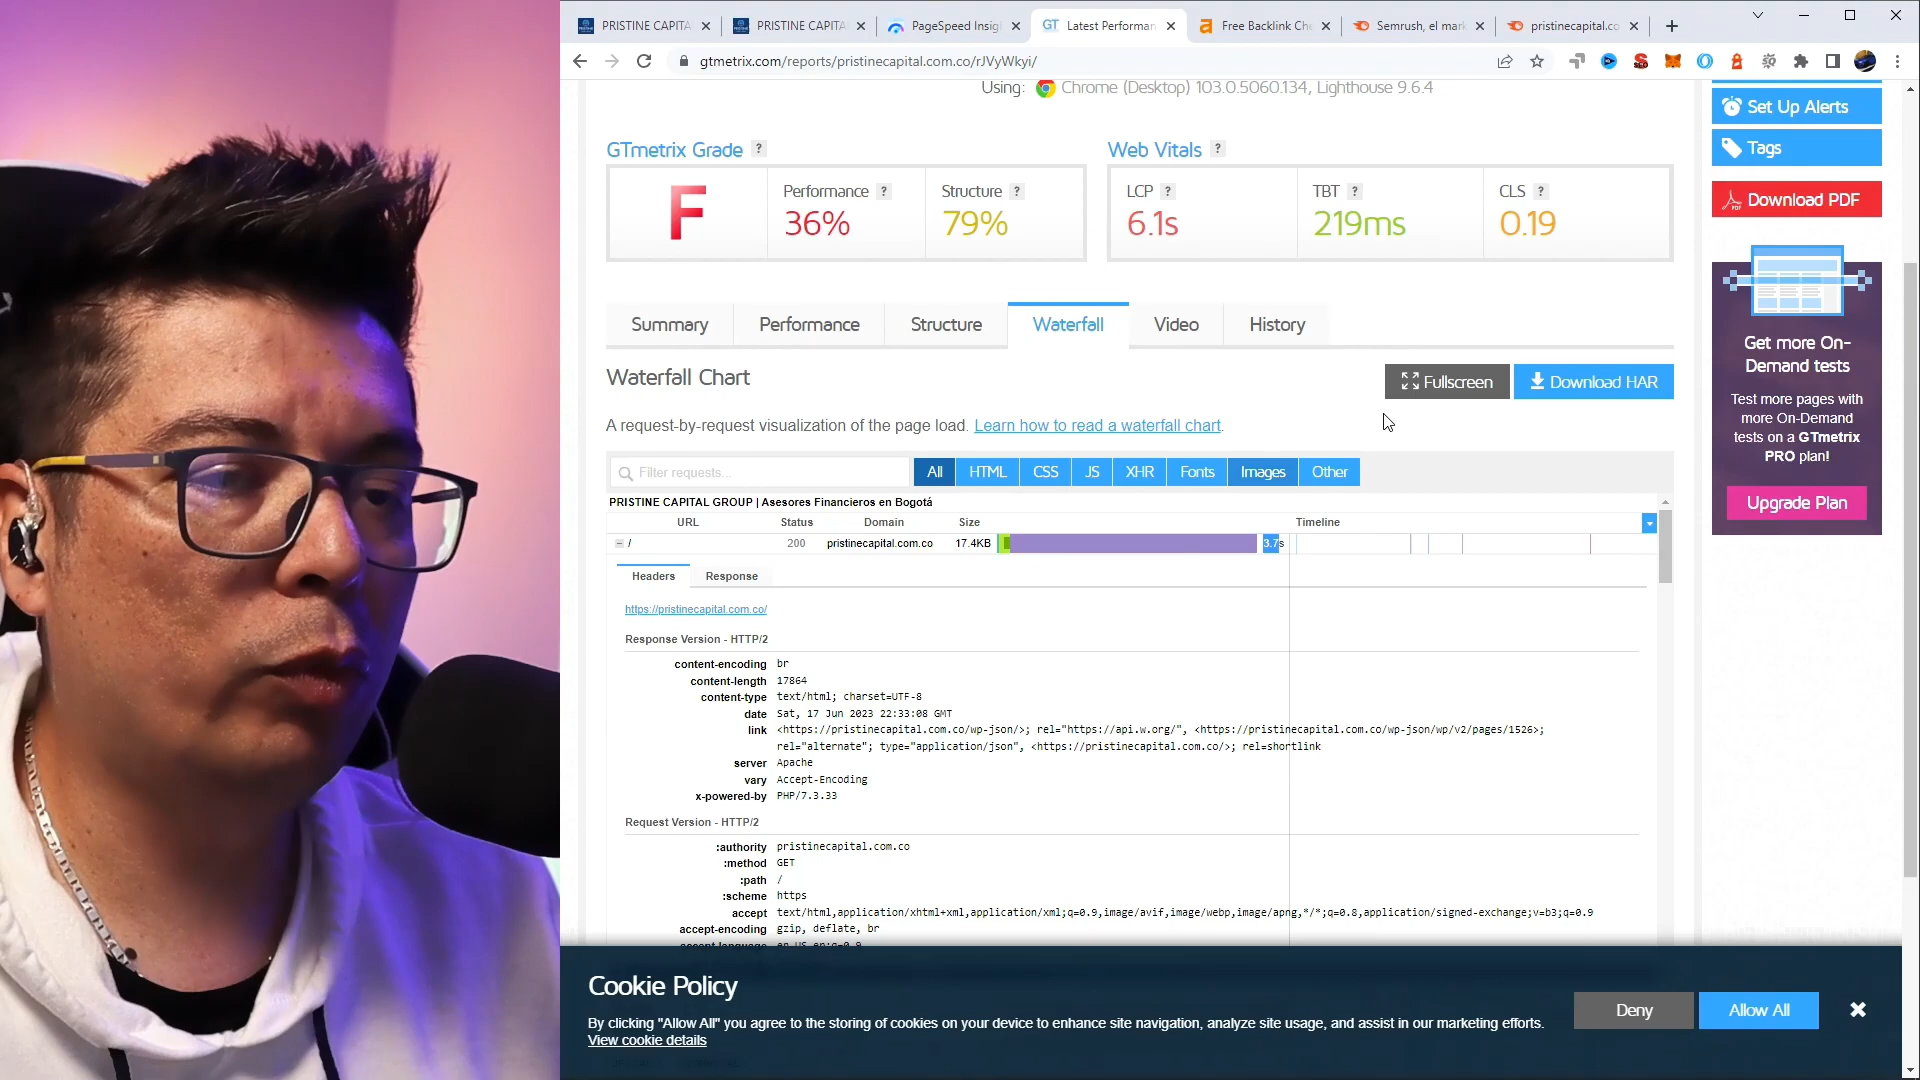 PRISTINE CAPITA
PRISTINE CAPITA
PageSpeed Insig
GT Latest Performan
Free Backlink Che
Semrush, el mark
pristinecapital.co
gtmetrix.com/reports/pristinecapital.com.co/rJVyWkyi/
Using: Chrome (Desktop) 103.0.5060.134, Lighthouse 9.6.4
Set Up Alerts
Tags
Download PDF
GTmetrix Grade ?
Web Vitals ?
F
Performance ?
36%
Structure ?
79%
LCP ?
6.1s
TBT ?
219ms
CLS ?
0.19
Summary
Performance
Structure
Waterfall
Video
History
Get more On-
Demand tests
Test more pages with
more On-Demand
tests on a GTmetrix
PRO plan!
Upgrade Plan
Waterfall Chart
Fullscreen
Download HAR
A request-by-request visualization of the page load. Learn how to read a waterfall chart.
Filter requests...
All
HTML
CSS
JS
XHR
Fonts
Images
Other
PRISTINE CAPITAL GROUP | Asesores Financieros en Bogotá
URL Status Domain Size Timeline
/ 200 pristinecapital.com.co 17.4KB 3.7s
Headers
Response
https://pristinecapital.com.co/
Response Version - HTTP/2
content-encoding br
content-length 17864
content-type text/html; charset=UTF-8
date Sat, 17 Jun 2023 22:33:08 GMT
link <https://pristinecapital.com.co/wp-json/>; rel="https://api.w.org/", <https://pristinecapital.com.co/wp-json/wp/v2/pages/1526>;
rel="alternate"; type="application/json", <https://pristinecapital.com.co/>; rel=shortlink
server Apache
vary Accept-Encoding
x-powered-by PHP/7.3.33
Request Version - HTTP/2
:authority pristinecapital.com.co
:method GET
:path /
:scheme https
accept text/html,application/xhtml+xml,application/xml;q=0.9,image/avif,image/webp,image/apng,*/*;q=0.8,application/signed-exchange;v=b3;q=0.9
accept-encoding gzip, deflate, br
accept-language en-US,en;q=0.9
Cookie Policy
By clicking "Allow All" you agree to the storing of cookies on your device to enhance site navigation, analyze site usage, and assist in our marketing efforts.
View cookie details
Deny
Allow All